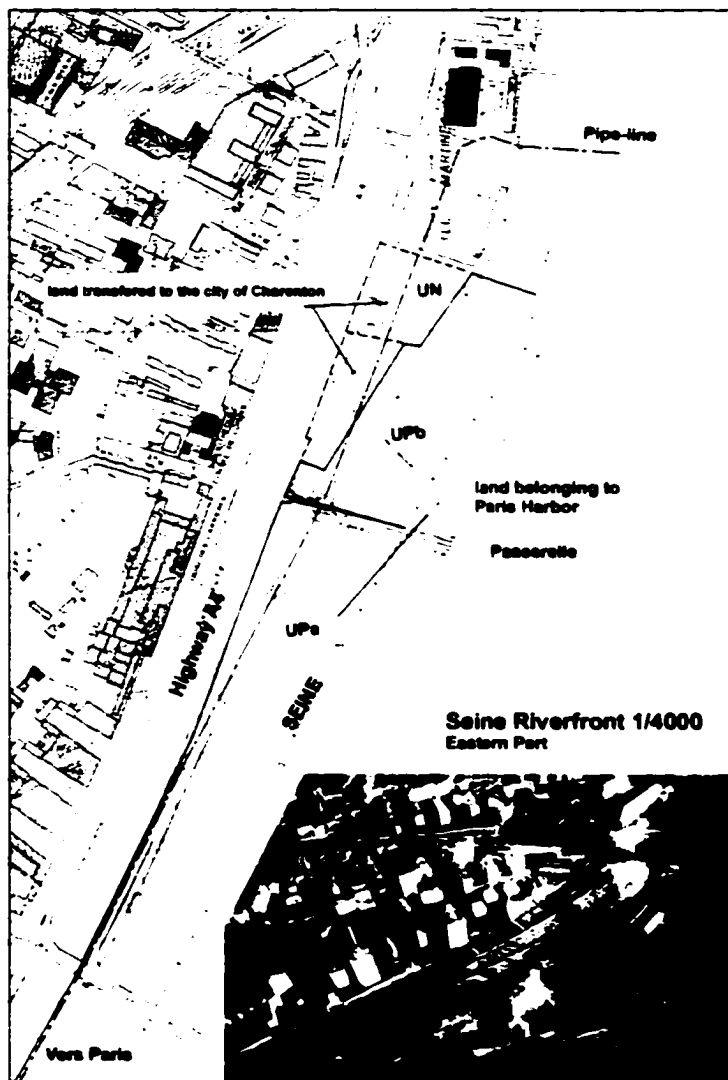 Pipe-line
land transfered to the city of Charenton
UN
UPb
land belonging to
Paris Harbor
Passerelle
Highway A4
UPa
SEINE
Seine Riverfront 1/4000
Eastern Part
Vers Paris